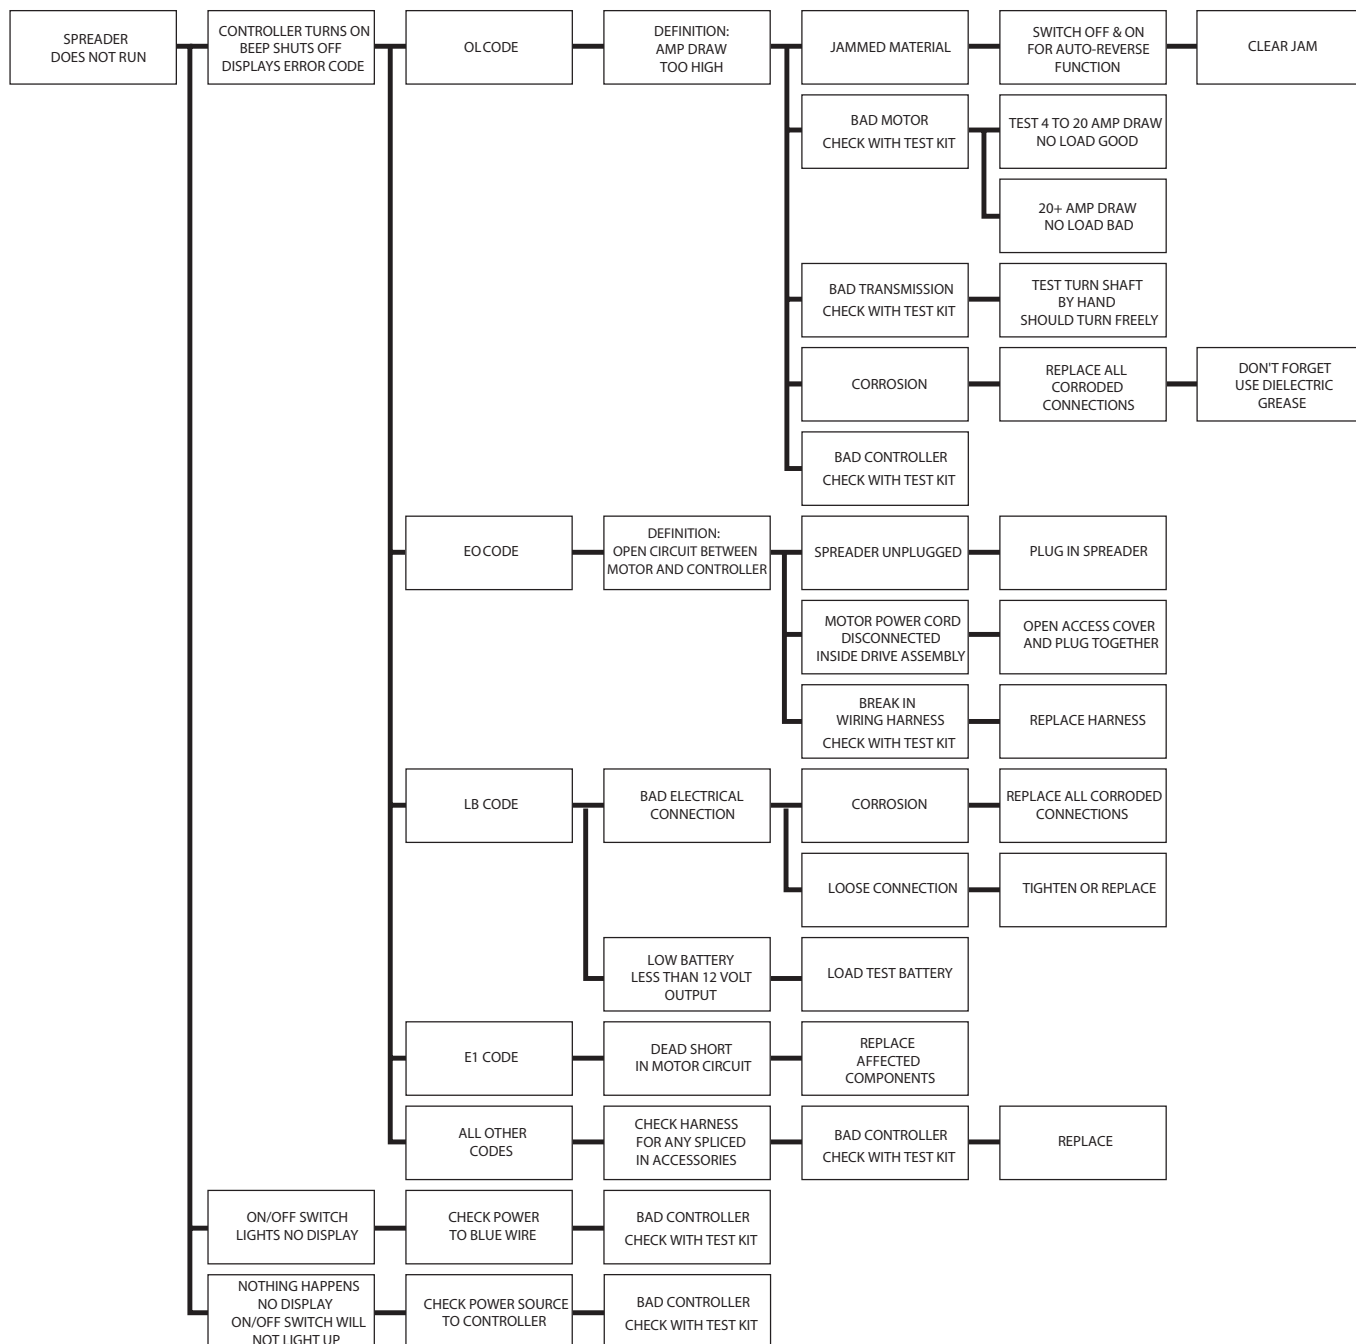 SPREADER
DOES NOT RUN
CONTROLLER TURNS ON
BEEP SHUTS OFF
DISPLAYS ERROR CODE
OL CODE
DEFINITION:
AMP DRAW
TOO HIGH
JAMMED MATERIAL
SWITCH OFF & ON
FOR AUTO-REVERSE
FUNCTION
CLEAR JAM
BAD MOTOR
CHECK WITH TEST KIT
TEST 4 TO 20 AMP DRAW
NO LOAD GOOD
20+ AMP DRAW
NO LOAD BAD
BAD TRANSMISSION
CHECK WITH TEST KIT
TEST TURN SHAFT
BY HAND
SHOULD TURN FREELY
CORROSION
REPLACE ALL
CORRODED
CONNECTIONS
DON'T FORGET
USE DIELECTRIC
GREASE
BAD CONTROLLER
CHECK WITH TEST KIT
EO CODE
DEFINITION:
OPEN CIRCUIT BETWEEN
MOTOR AND CONTROLLER
SPREADER UNPLUGGED
PLUG IN SPREADER
MOTOR POWER CORD
DISCONNECTED
INSIDE DRIVE ASSEMBLY
OPEN ACCESS COVER
AND PLUG TOGETHER
BREAK IN
WIRING HARNESS
CHECK WITH TEST KIT
REPLACE HARNESS
LB CODE
BAD ELECTRICAL
CONNECTION
CORROSION
REPLACE ALL CORRODED
CONNECTIONS
LOOSE CONNECTION
TIGHTEN OR REPLACE
LOW BATTERY
LESS THAN 12 VOLT
OUTPUT
LOAD TEST BATTERY
E1 CODE
DEAD SHORT
IN MOTOR CIRCUIT
REPLACE
AFFECTED
COMPONENTS
ALL OTHER
CODES
CHECK HARNESS
FOR ANY SPLICED
IN ACCESSORIES
BAD CONTROLLER
CHECK WITH TEST KIT
REPLACE
ON/OFF SWITCH
LIGHTS NO DISPLAY
CHECK POWER
TO BLUE WIRE
BAD CONTROLLER
CHECK WITH TEST KIT
NOTHING HAPPENS
NO DISPLAY
ON/OFF SWITCH WILL
NOT LIGHT UP
CHECK POWER SOURCE
TO CONTROLLER
BAD CONTROLLER
CHECK WITH TEST KIT